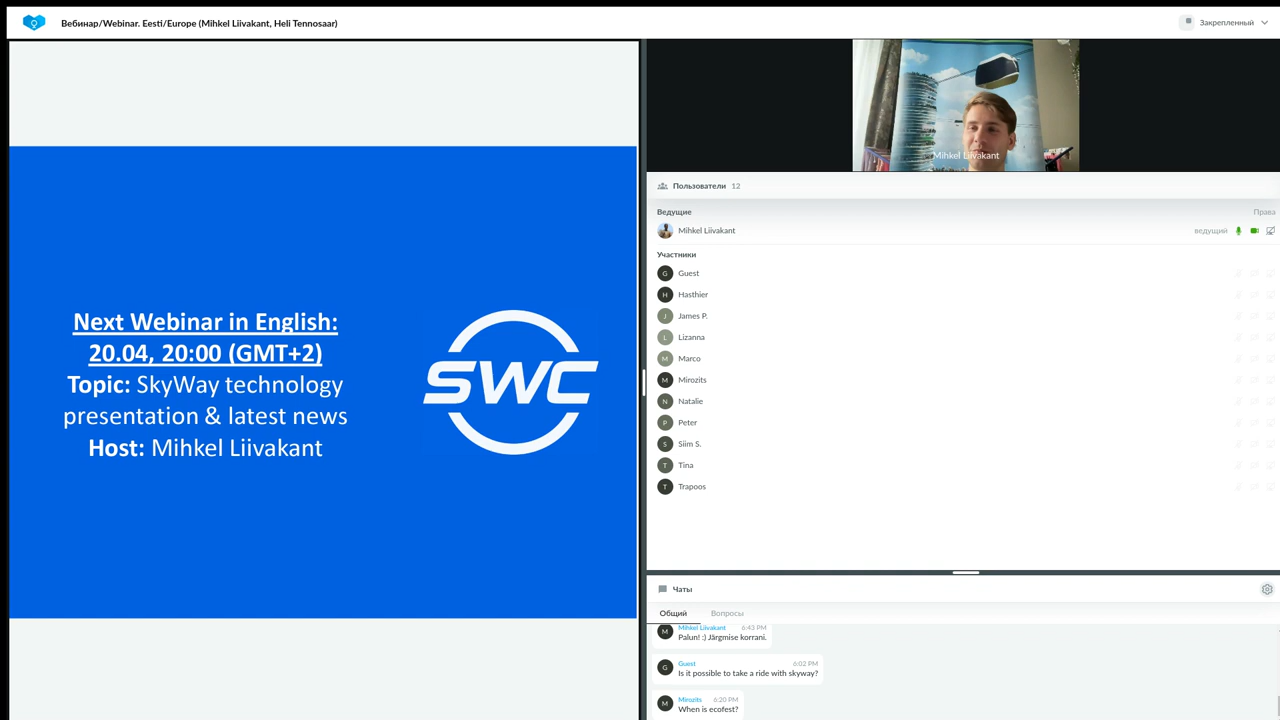 Вебинар/Webinar. Eesti/Europe (Mihkel Liivakant, Heli Tennosaar)
Закрепленный
Next Webinar in English:
20.04, 20:00 (GMT+2)
Topic: SkyWay technology
presentation & latest news
Host: Mihkel Liivakant
SWC
Mihkel Liivakant
Пользователи 12
Ведущие Права
Mihkel Liivakant ведущий
Участники
G Guest
H Hasthier
J James P.
L Lizanna
M Marco
M Mirozits
N Natalie
P Peter
S Siim S.
T Tina
T Trapoos
Чаты
Общий Вопросы
M Mihkel Liivakant 6:43 PM
Palun! :) Järgmise korrani.
G Guest 6:02 PM
Is it possible to take a ride with skyway?
M Mirozits 6:20 PM
When is ecofest?